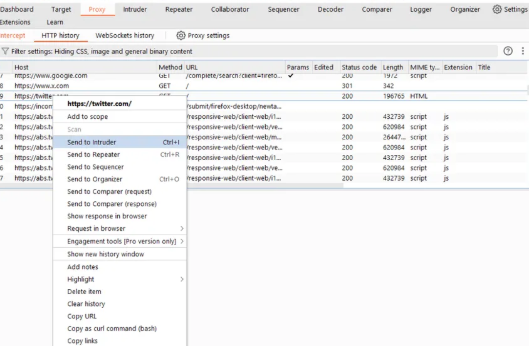 Dashboard Target Proxy Intruder Repeater Collaborator Sequencer Decoder Comparer Logger Organizer Settings
Extensions Learn
Intercept HTTP history WebSockets history Proxy settings
Filter settings: Hiding CSS, image and general binary content
Host Method URL Params Edited Status code Length MIME ty... Extension Title
7 https://www.google.com GET /complete/search?client=firefo... 200 1972 script
8 https://www.x.com GET / 301 342
9 https://twitter.com GET / 200 196765 HTML
0 https://incom /submit/firefox-desktop/newta...
1 https://abs.tw /responsive-web/client-web/i1... 200 432739 script js
2 https://abs.tw /responsive-web/client-web/ve... 200 620984 script js
3 https://abs.tw /responsive-web/client-web/m... 200 26447... script js
4 https://abs.tw /responsive-web/client-web/ve... 200 620984 script js
5 https://abs.tw /responsive-web/client-web/i1... 200 432739 script js
6 https://abs.tw /responsive-web/client-web/ve... 200 620984 script js
7 https://abs.tw /responsive-web/client-web/i1... 200 432739 script js
https://twitter.com/
Add to scope
Scan
Send to Intruder Ctrl+I
Send to Repeater Ctrl+R
Send to Sequencer
Send to Organizer Ctrl+O
Send to Comparer (request)
Send to Comparer (response)
Show response in browser
Request in browser
Engagement tools [Pro version only]
Show new history window
Add notes
Highlight
Delete item
Clear history
Copy URL
Copy as curl command (bash)
Copy links